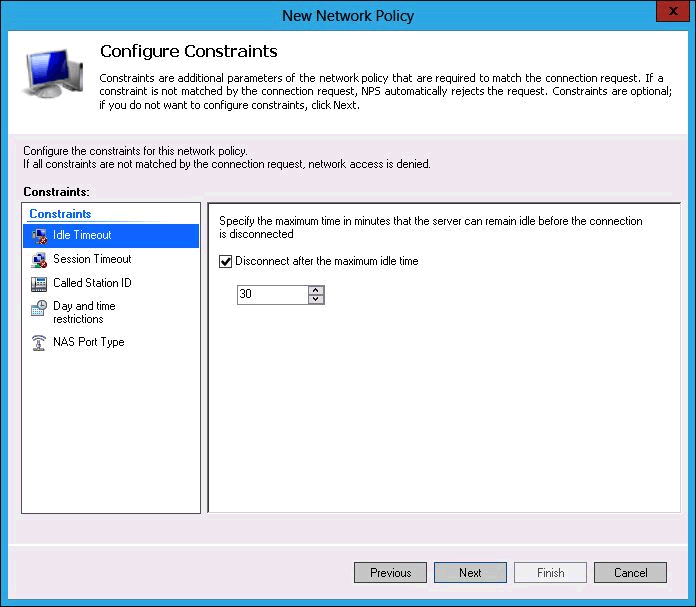 New Network Policy
x
Configure Constraints
Constraints are additional parameters of the network policy that are required to match the connection request. If a
constraint is not matched by the connection request, NPS automatically rejects the request. Constraints are optional;
if you do not want to configure constraints, click Next.
Configure the constraints for this network policy.
If all constraints are not matched by the connection request, network access is denied.
Constraints:
Constraints
Idle Timeout
Session Timeout
Called Station ID
Day and time
restrictions
NAS Port Type
Specify the maximum time in minutes that the server can remain idle before the connection
is disconnected
Disconnect after the maximum idle time
30
Previous
Next
Finish
Cancel